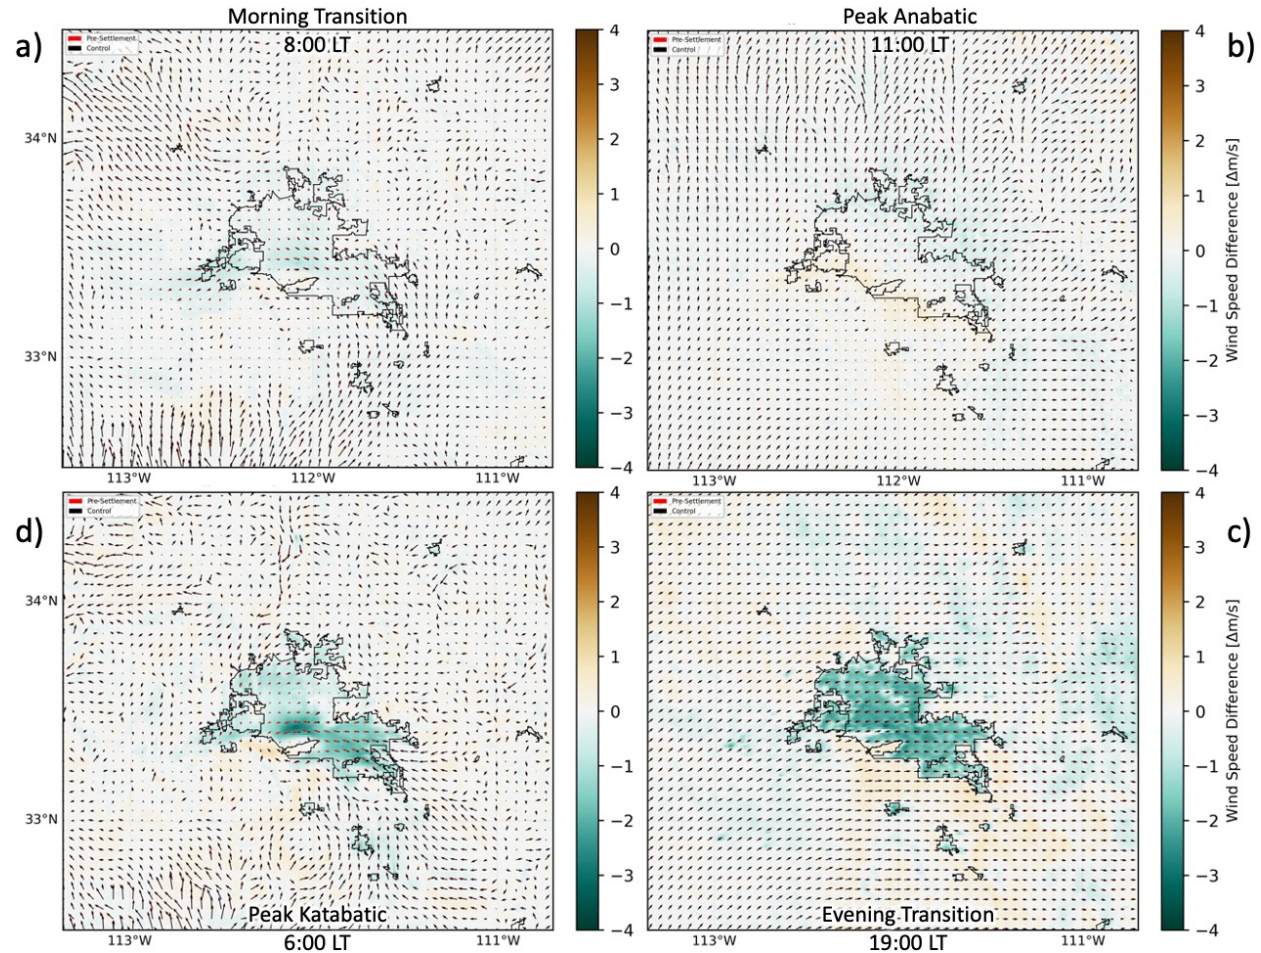 Morning Transition
8:00 LT
a)
Pre-Settlement
Control
34°N
33°N
113°W
112°W
111°W
4
3
2
1
0
−1
−2
−3
−4
Peak Anabatic
11:00 LT
b)
Pre-Settlement
Control
113°W
112°W
111°W
4
3
2
1
0
−1
−2
−3
−4
Wind Speed Difference [Δm/s]
d)
Pre-Settlement
Control
34°N
33°N
Peak Katabatic
113°W
6:00 LT
111°W
4
3
2
1
0
−1
−2
−3
−4
c)
Pre-Settlement
Control
Evening Transition
113°W
19:00 LT
111°W
4
3
2
1
0
−1
−2
−3
−4
Wind Speed Difference [Δm/s]